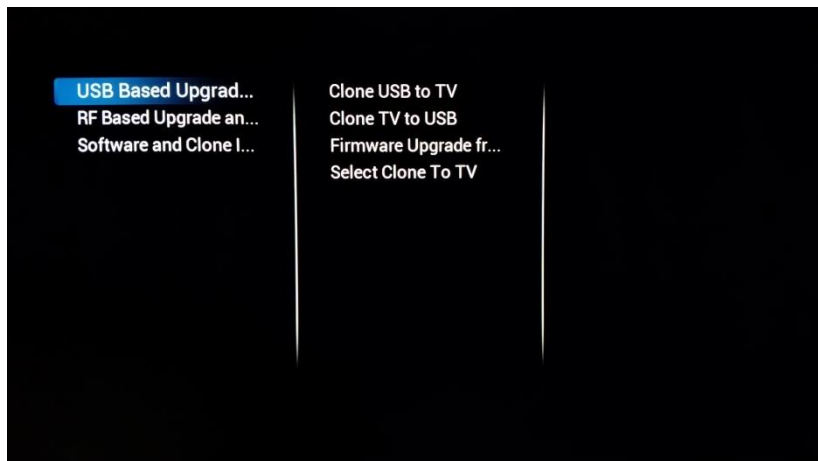 USB Based Upgrad...
RF Based Upgrade an...
Software and Clone I...
Clone USB to TV
Clone TV to USB
Firmware Upgrade fr...
Select Clone To TV